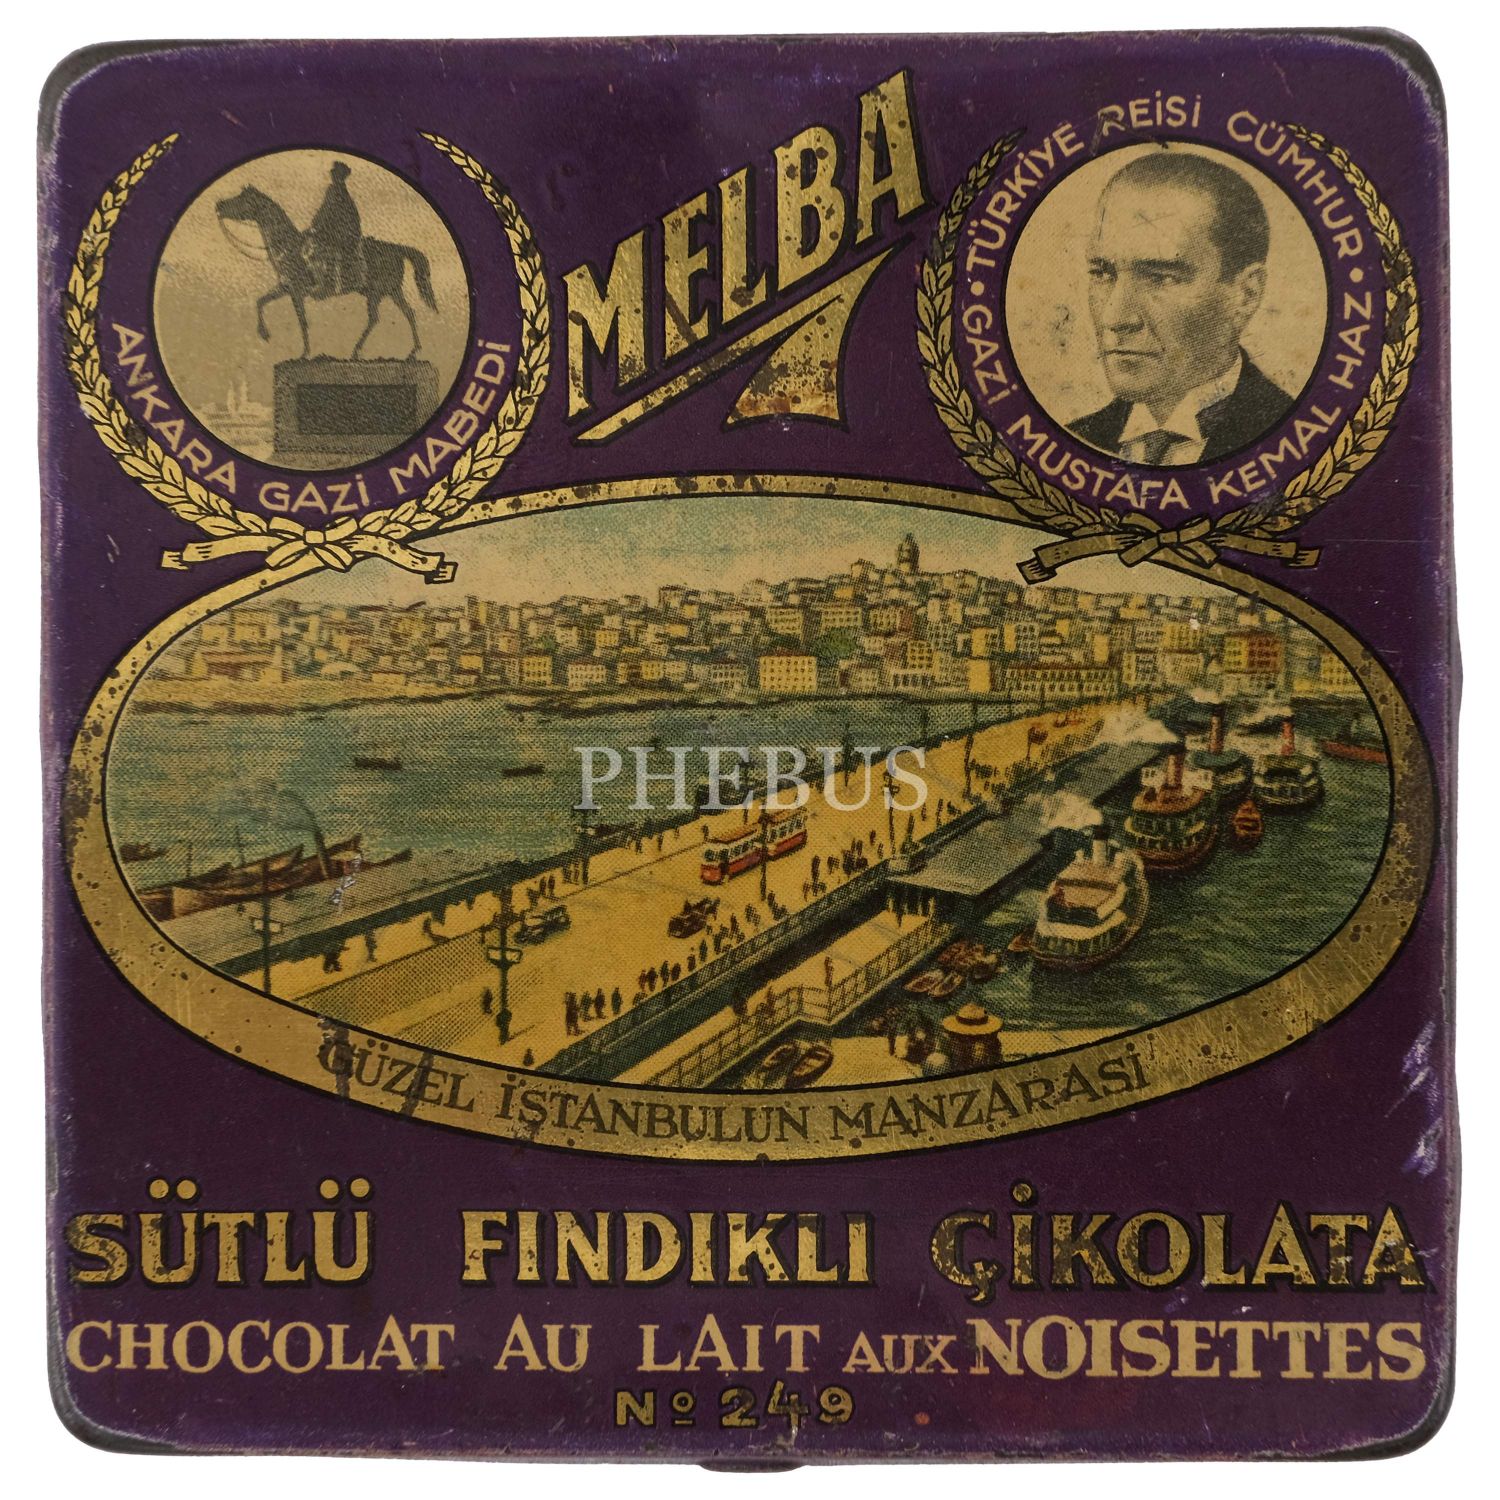 MELBA
ANKARA GAZİ MABEDİ
TÜRKİYE REİSİ CÜMHUR • HAZ
• GAZİ MUSTAFA KEMAL
PHEBUS
GÜZEL İSTANBULUN MANZARASİ
SÜTLÜ FINDIKLI ÇİKOLATA
CHOCOLAT AU LAIT AUX NOISETTES
Nº 249